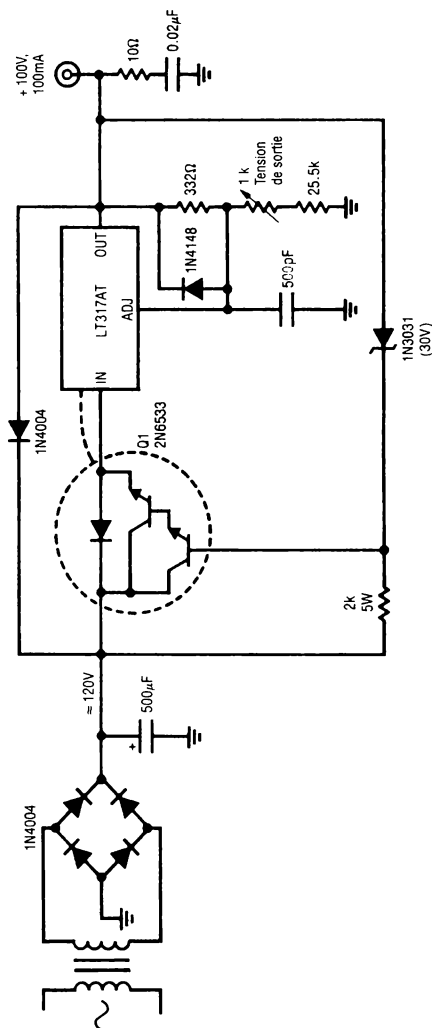 1N4004
≈ 120V
500µF
+
1N4004
Q1
2N6533
2k
5W
IN
LT317AT
ADJ
OUT
1N4148
332Ω
1 k
Tension
de sortie
25.5k
500pF
1N3031
(30V)
+ 100V,
100mA
10Ω
0.02µF